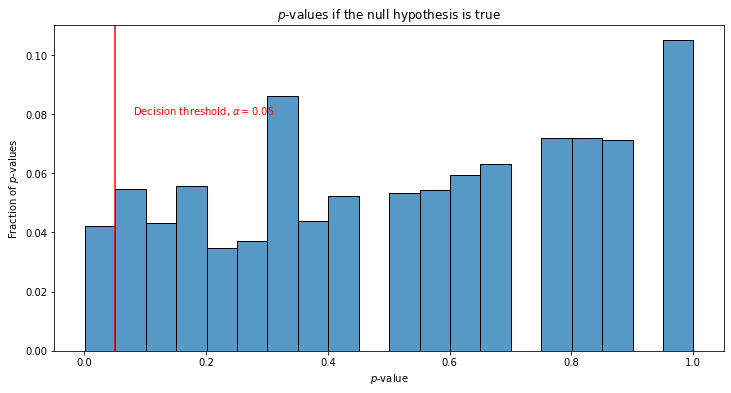 p-values if the null hypothesis is true
Decision threshold, α = 0.05
Fraction of p-values
0.10
0.08
0.06
0.04
0.02
0.00
0.0 0.2 0.4 0.6 0.8 1.0
p-value